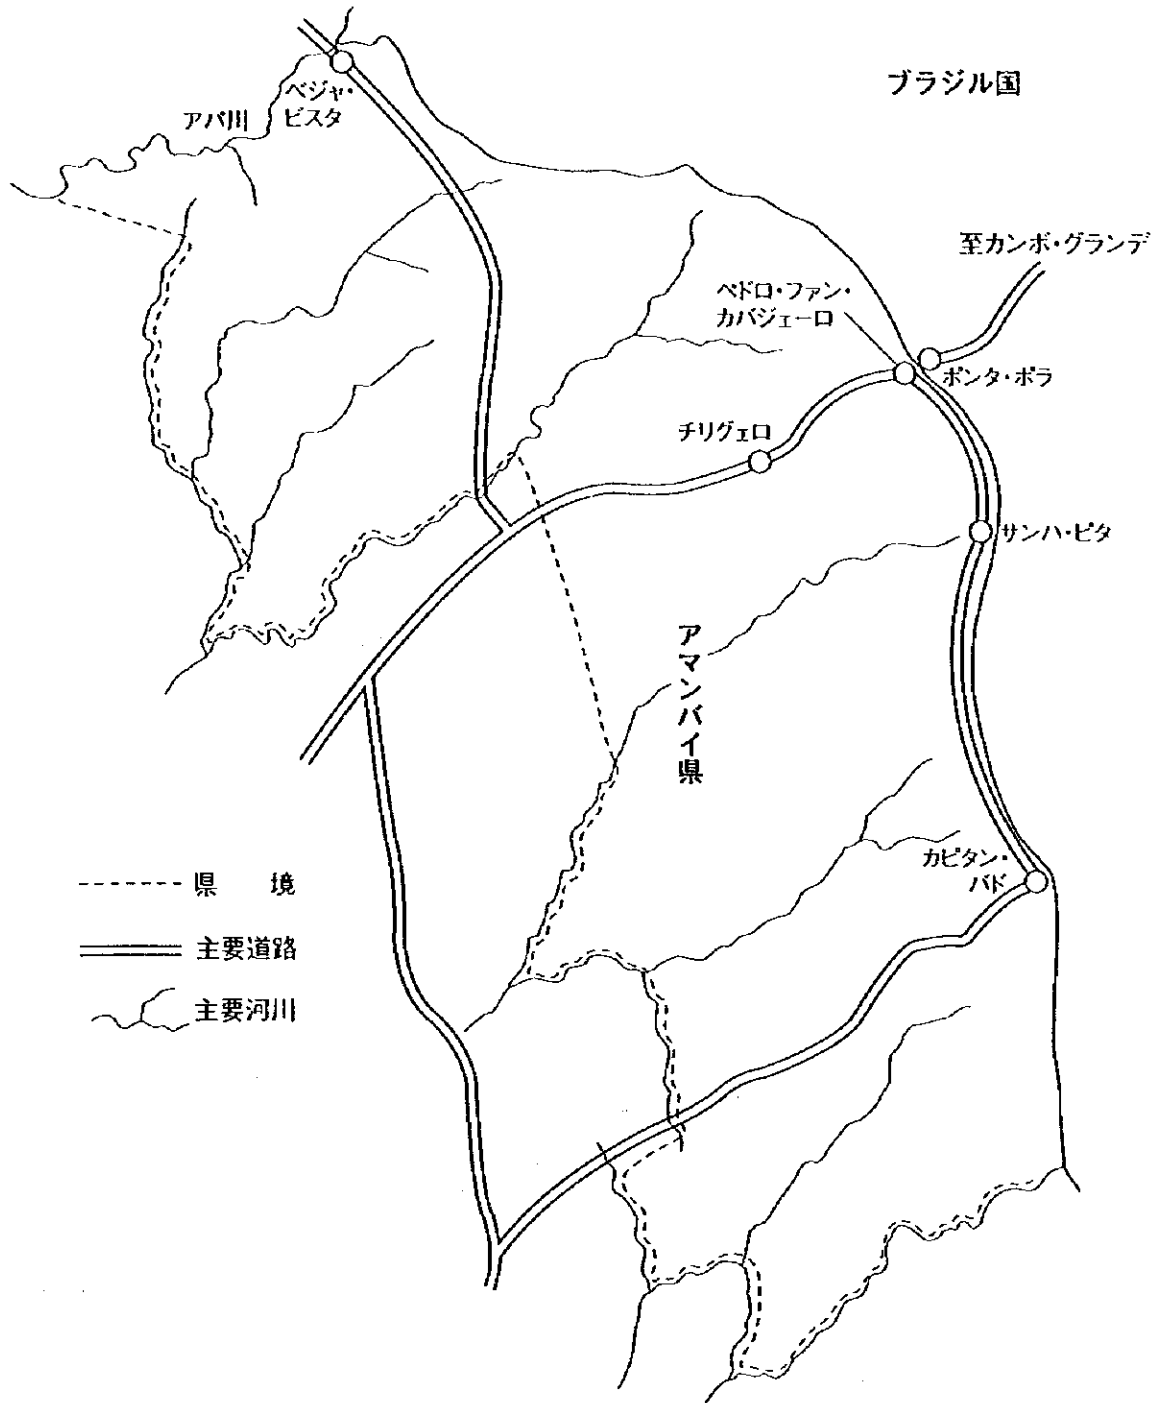 ブラジル国
ベジャ・
ビスタ
アパ川
至カンポ・グランデ
ペドロ・ファン・
カバジェーロ
ポンタ・ポラ
チリグェロ
サンハ・ピタ
アマンバイ県
カピタン・
バド
県　境
主要道路
主要河川